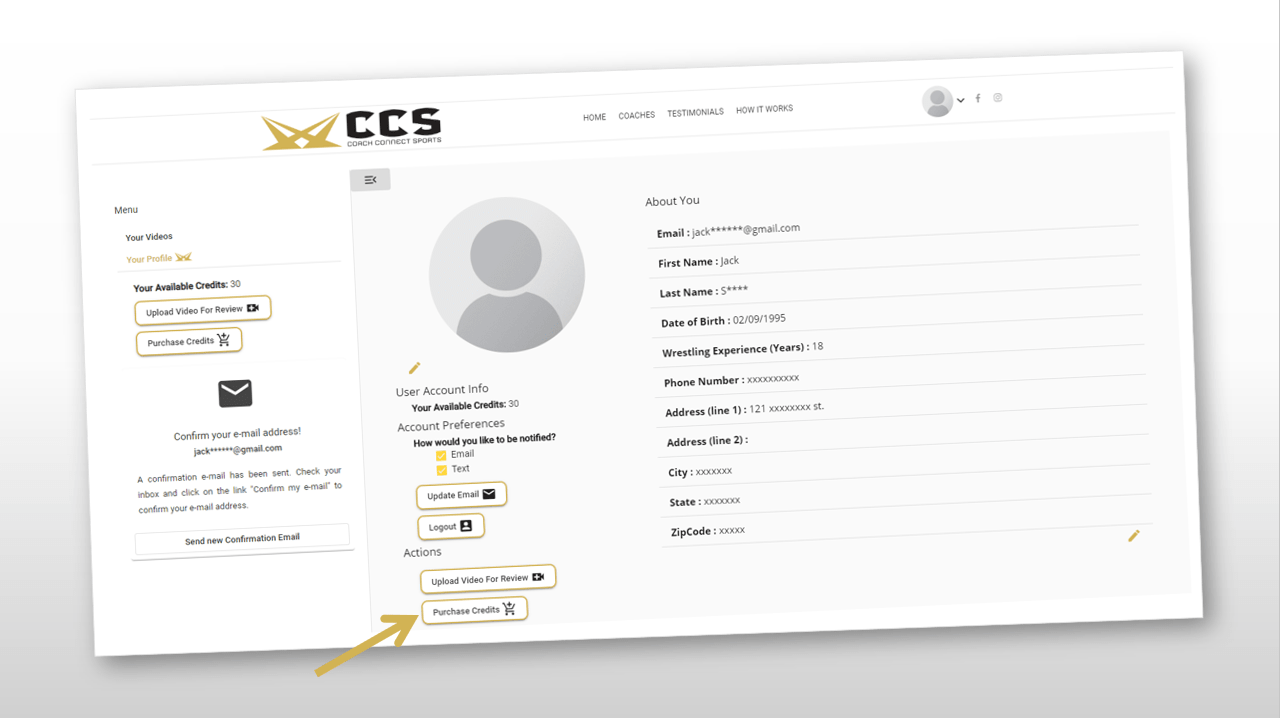 CCS
COACH CONNECT SPORTS
HOME COACHES TESTIMONIALS HOW IT WORKS
Menu
Your Videos
Your Profile
Your Available Credits: 30
Upload Video For Review
Purchase Credits
Confirm your e-mail address!
jack******@gmail.com
A confirmation e-mail has been sent. Check your
inbox and click on the link "Confirm my e-mail" to
confirm your e-mail address.
Send new Confirmation Email
User Account Info
Your Available Credits: 30
Account Preferences
How would you like to be notified?
Email
Text
Update Email
Logout
Actions
Upload Video For Review
Purchase Credits
About You
Email : jack******@gmail.com
First Name : Jack
Last Name : S****
Date of Birth : 02/09/1995
Wrestling Experience (Years) : 18
Phone Number : xxxxxxxxxx
Address (line 1) : 121 xxxxxxxx st.
Address (line 2) :
City : xxxxxxx
State : xxxxxxx
ZipCode : xxxxx